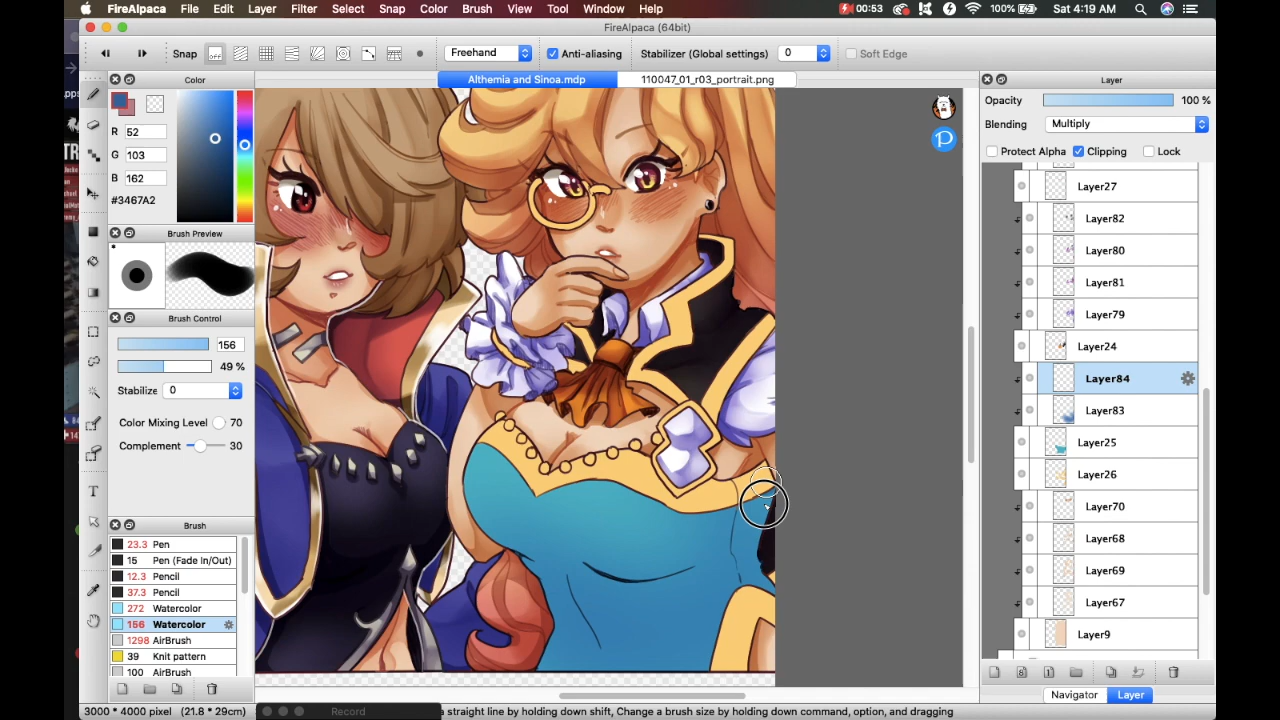 FireAlpaca File Edit Layer Filter Select Snap Color Brush View Tool Window Help 00:53 100% Sat 4:19 AM
FireAlpaca (64bit)
Snap OFF Freehand Anti-aliasing Stabilizer (Global settings) 0 Soft Edge
Color
Althemia and Sinoa.mdp 110047_01_r03_portrait.png
Layer
R 52
G 103
B 162
#3467A2
Opacity 100 %
Blending Multiply
Protect Alpha Clipping Lock
Brush Preview
Brush Control
156
49 %
Stabilize 0
Color Mixing Level 70
Complement 30
Brush
23.3 Pen
15 Pen (Fade In/Out)
12.3 Pencil
37.3 Pencil
272 Watercolor
156 Watercolor
1298 AirBrush
39 Knit pattern
100 AirBrush
Layer27
Layer82
Layer80
Layer81
Layer79
Layer24
Layer84
Layer83
Layer25
Layer26
Layer70
Layer68
Layer69
Layer67
Layer9
Navigator Layer
3000 * 4000 pixel (21.8 * 29cm) Record a straight line by holding down shift, Change a brush size by holding down command, option, and dragging